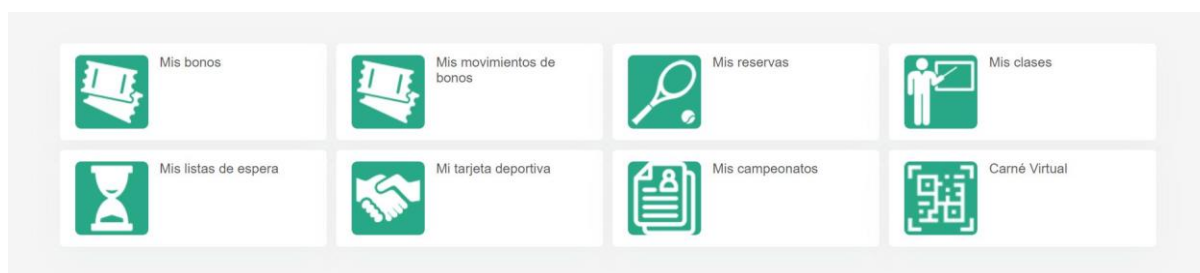 Mis bonos
Mis movimientos de
bonos
Mis reservas
Mis clases
Mis listas de espera
Mi tarjeta deportiva
Mis campeonatos
Carné Virtual